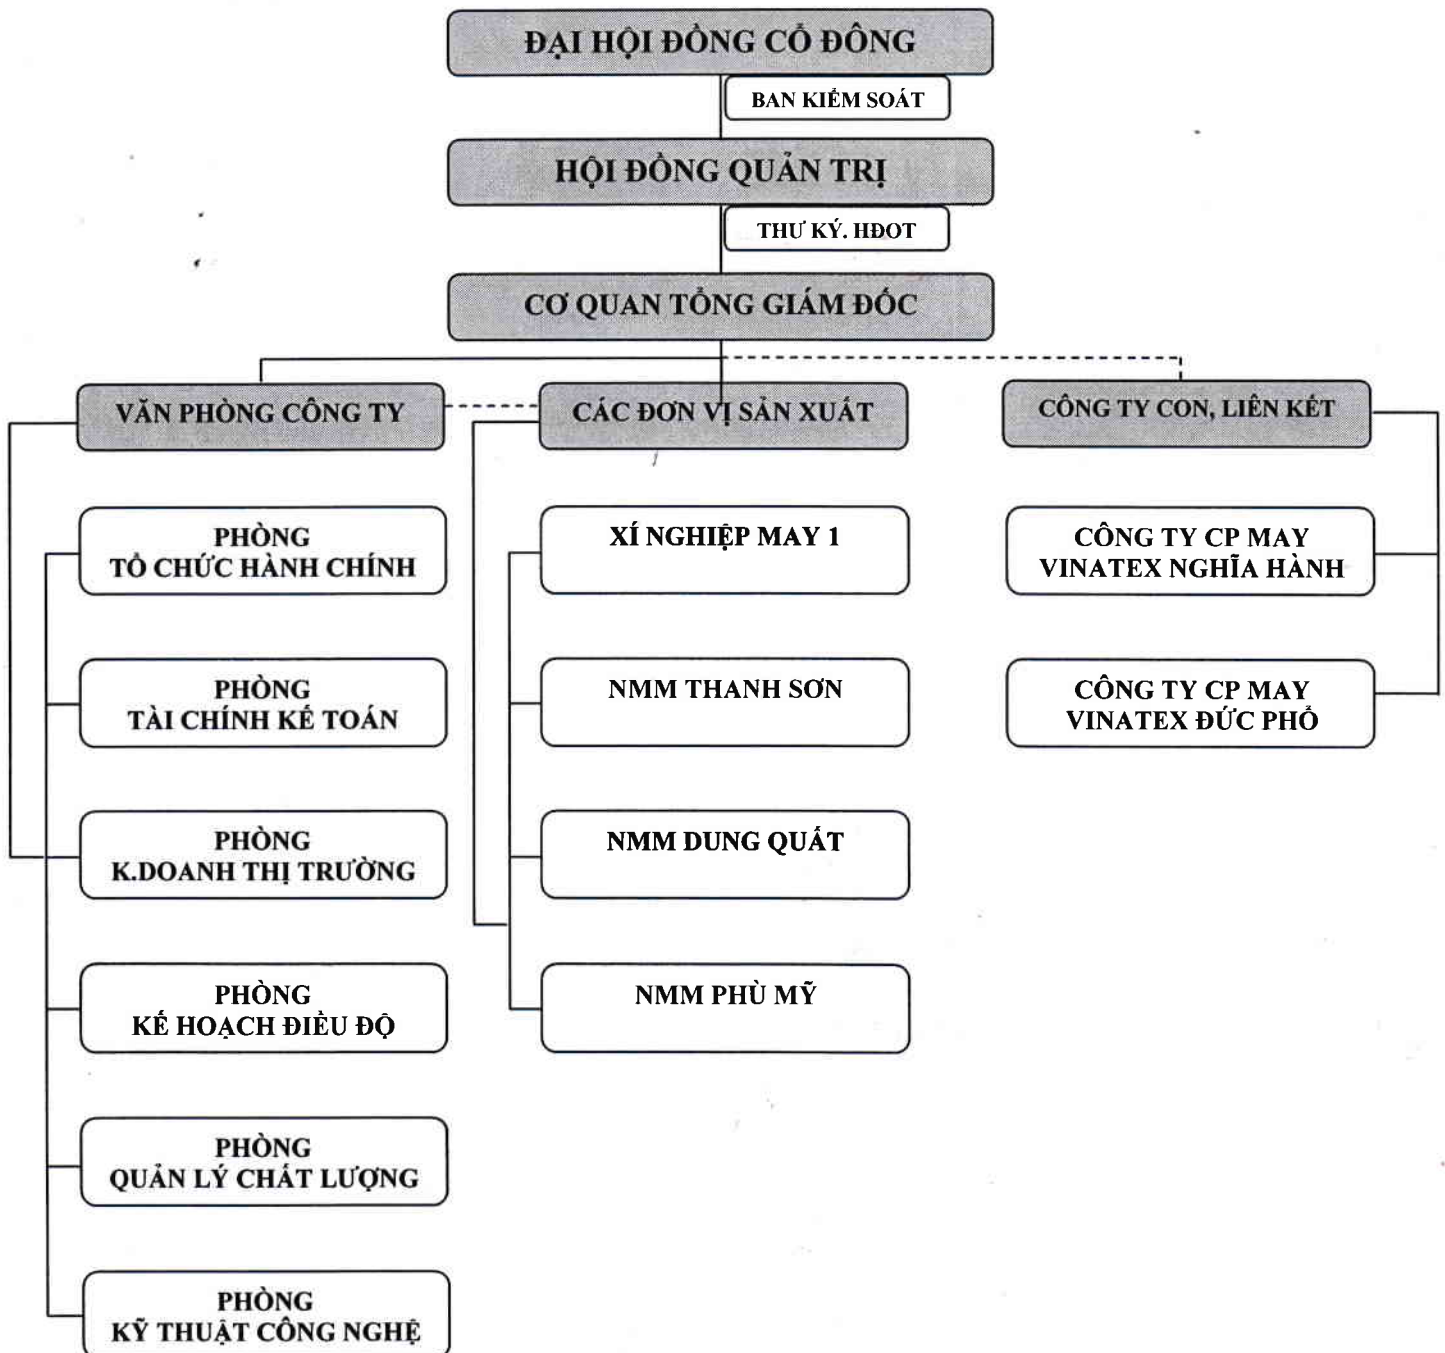 ĐẠI HỘI ĐỒNG CỔ ĐÔNG
BAN KIỂM SOÁT
HỘI ĐỒNG QUẢN TRỊ
THƯ KÝ. HĐQT
CƠ QUAN TỔNG GIÁM ĐỐC
VĂN PHÒNG CÔNG TY
CÁC ĐƠN VỊ SẢN XUẤT
CÔNG TY CON, LIÊN KẾT
PHÒNG
TỔ CHỨC HÀNH CHÍNH
PHÒNG
TÀI CHÍNH KẾ TOÁN
PHÒNG
K.DOANH THỊ TRƯỜNG
PHÒNG
KẾ HOẠCH ĐIỀU ĐỘ
PHÒNG
QUẢN LÝ CHẤT LƯỢNG
PHÒNG
KỸ THUẬT CÔNG NGHỆ
XÍ NGHIỆP MAY 1
NMM THANH SƠN
NMM DUNG QUẤT
NMM PHÙ MỸ
CÔNG TY CP MAY
VINATEX NGHĨA HÀNH
CÔNG TY CP MAY
VINATEX ĐỨC PHỔ